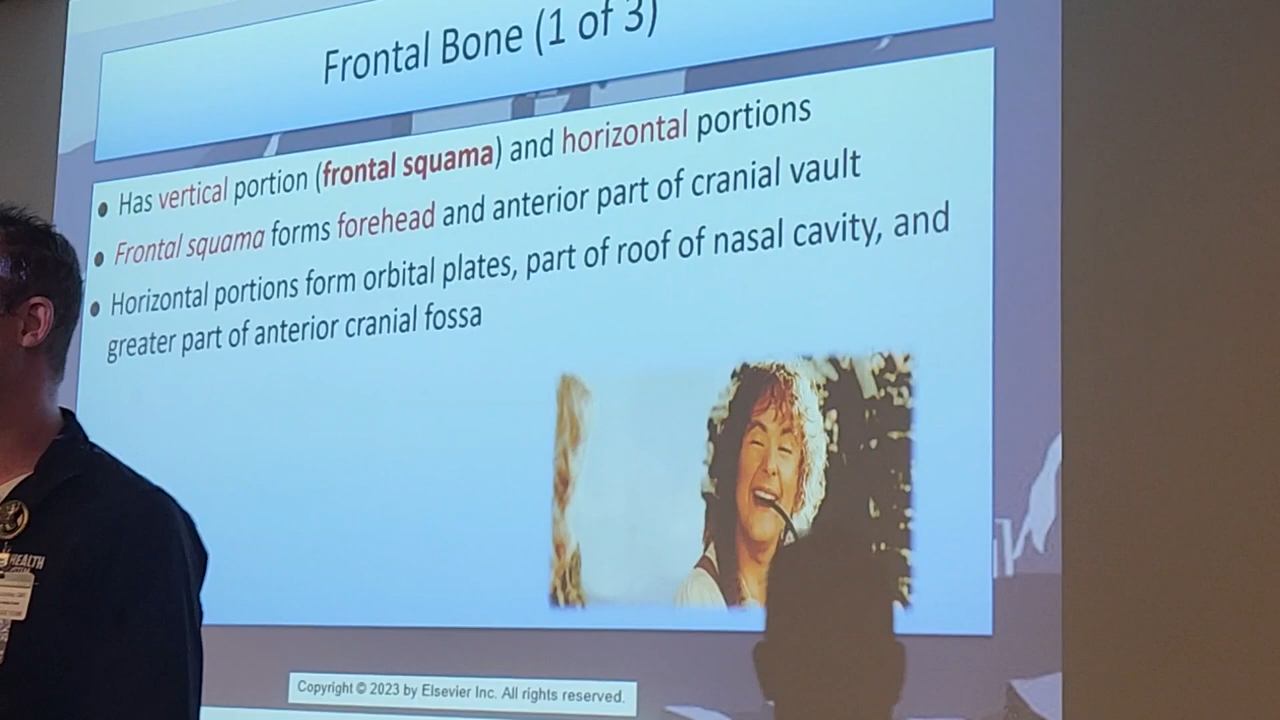 Frontal Bone (1 of 3)
• Has vertical portion (frontal squama) and horizontal portions
• Frontal squama forms forehead and anterior part of cranial vault
• Horizontal portions form orbital plates, part of roof of nasal cavity, and
greater part of anterior cranial fossa
HEALTH
Copyright © 2023 by Elsevier Inc. All rights reserved.